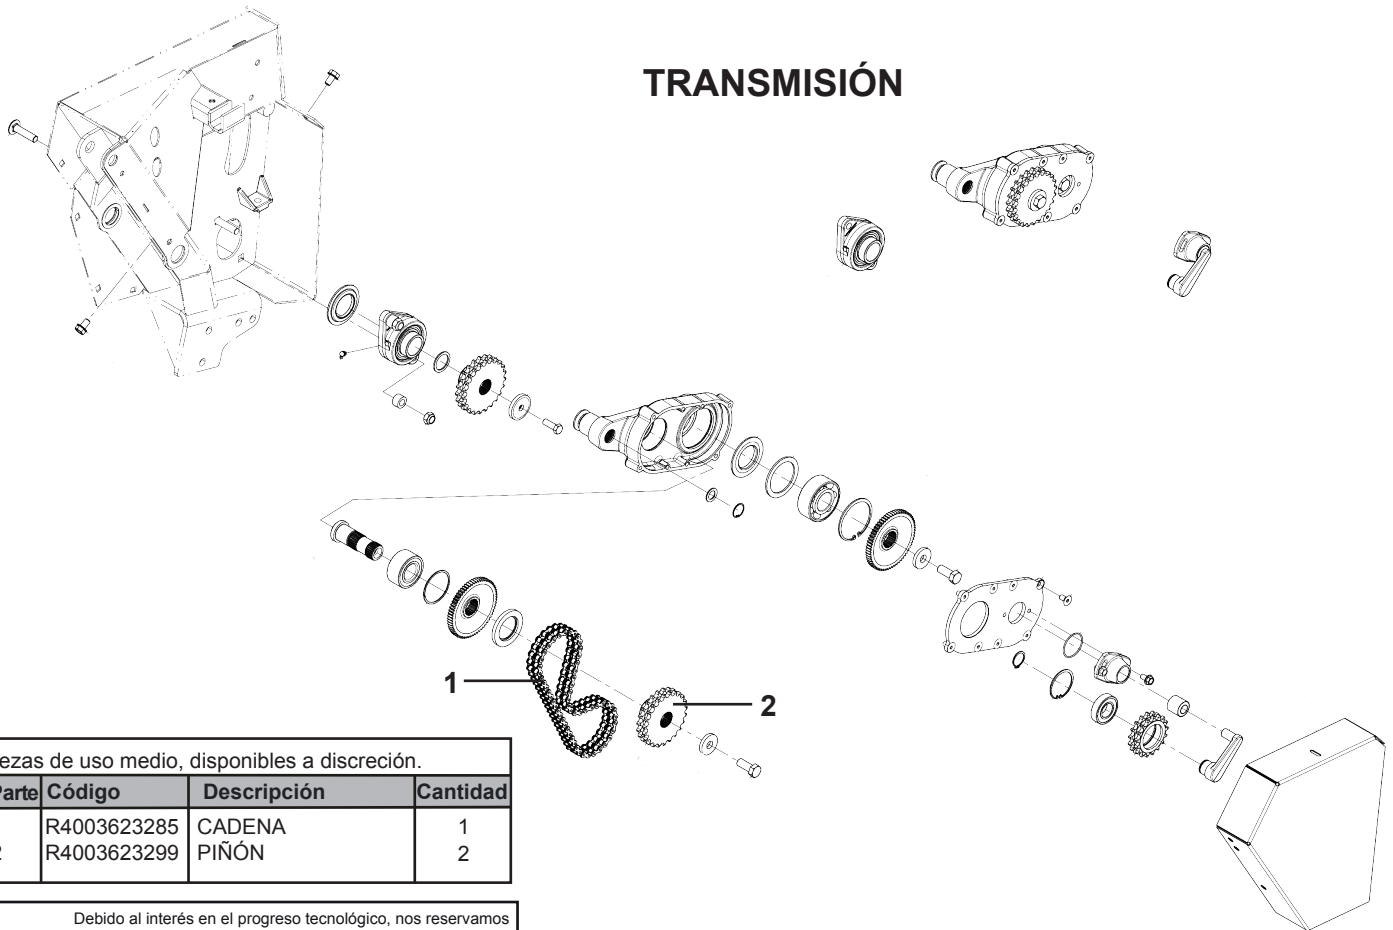 TRANSMISIÓN
1
2
ezas de uso medio, disponibles a discreción.
Parte Código Descripción Cantidad
R4003623285 CADENA 1
2 R4003623299 PIÑÓN 2
Debido al interés en el progreso tecnológico, nos reservamos